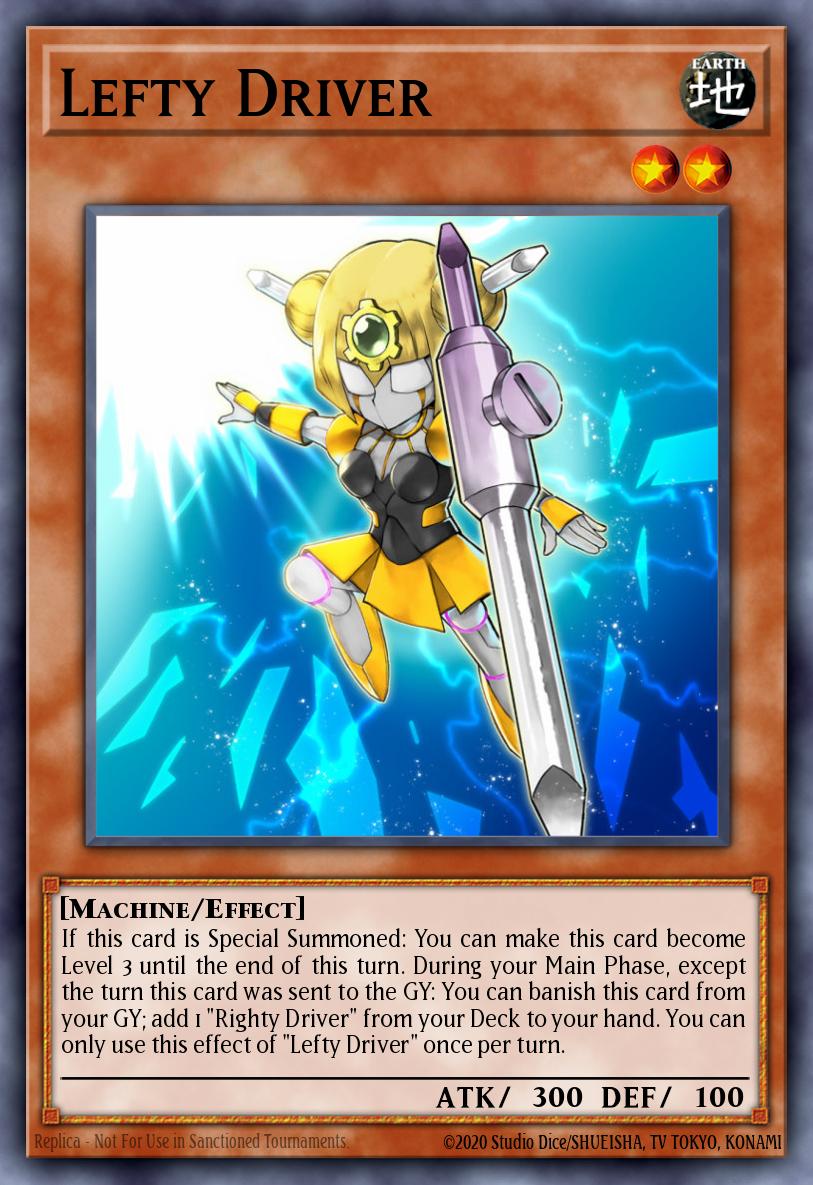 Lefty Driver
EARTH
地
[Machine/Effect]
If this card is Special Summoned: You can make this card become
Level 3 until the end of this turn. During your Main Phase, except
the turn this card was sent to the GY: You can banish this card from
your GY; add 1 "Righty Driver" from your Deck to your hand. You can
only use this effect of "Lefty Driver" once per turn.
ATK/ 300 DEF/ 100
Replica - Not For Use in Sanctioned Tournaments.
©2020 Studio Dice/SHUEISHA, TV TOKYO, KONAMI